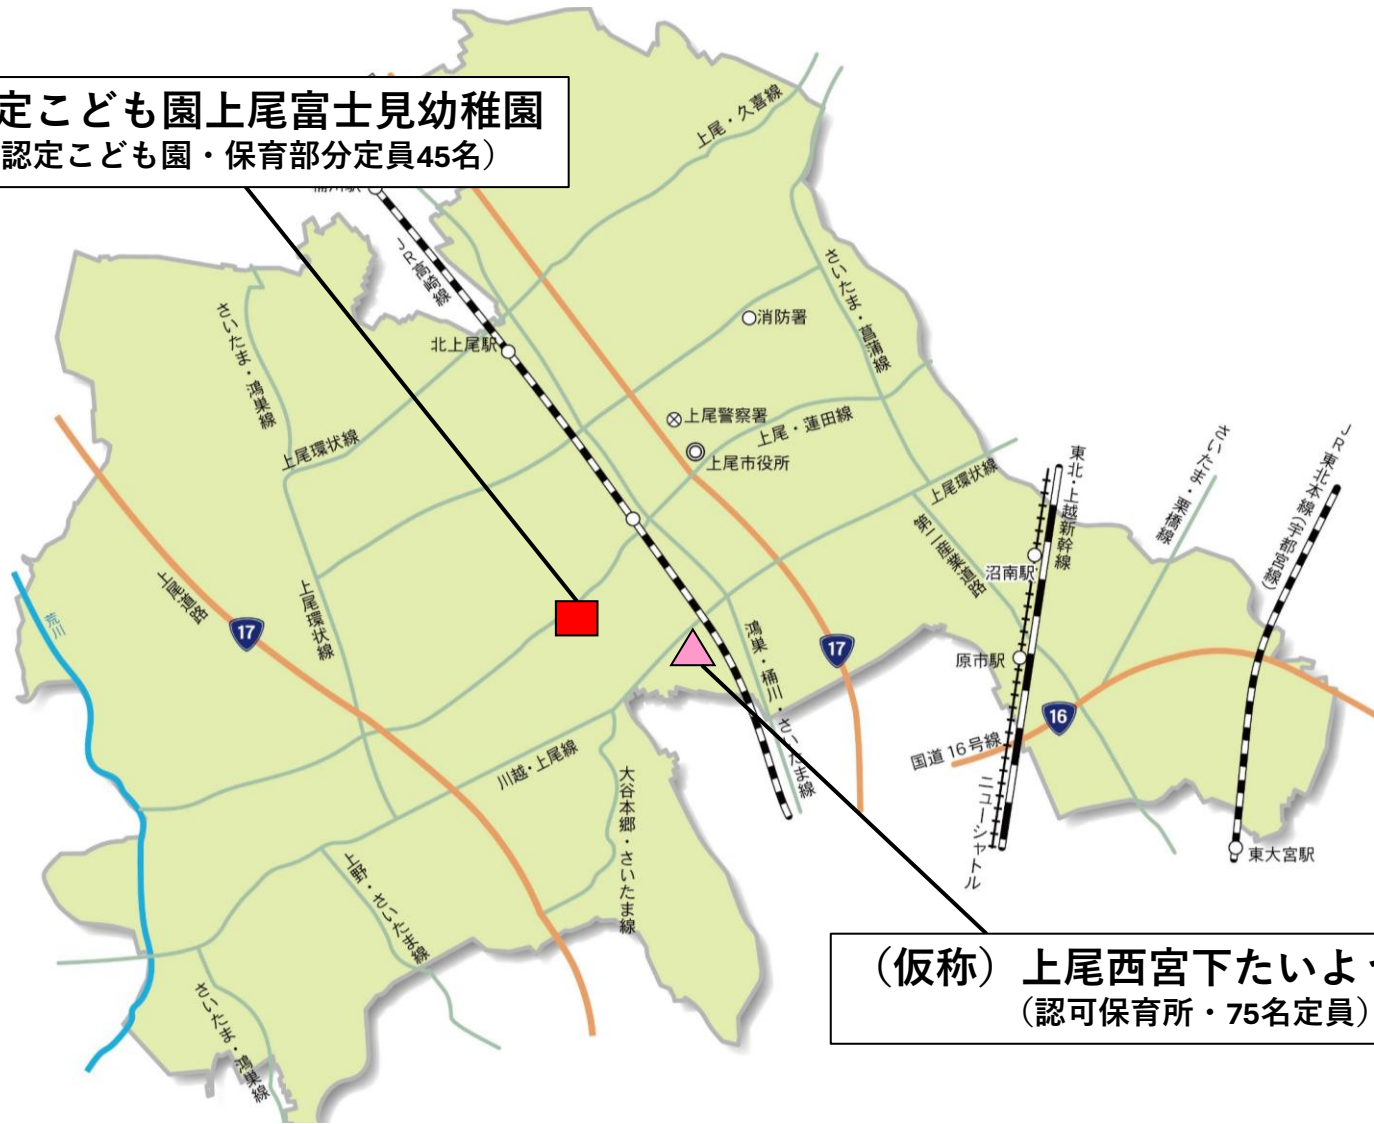 定こども園上尾富士見幼稚園
認定こども園・保育部分定員45名）
上尾・久喜線
JR高崎線
さいたま・菖蒲線
消防署
さいたま・鴻巣線
北上尾駅
上尾警察署
上尾・蓮田線
上尾環状線
上尾市役所
上尾環状線
東北・上越新幹線
さいたま・栗橋線
JR東北本線(宇都宮線)
第二産業道路
沼南駅
上尾道路
上尾環状線
荒川
17
鴻巣・桶川・さいたま線
17
原市駅
16
国道16号線
川越・上尾線
大谷本郷・さいたま線
ニューシャトル
東大宮駅
上野・さいたま線
（仮称）上尾西宮下たいよ
（認可保育所・75名定員）
さいたま・鴻巣線